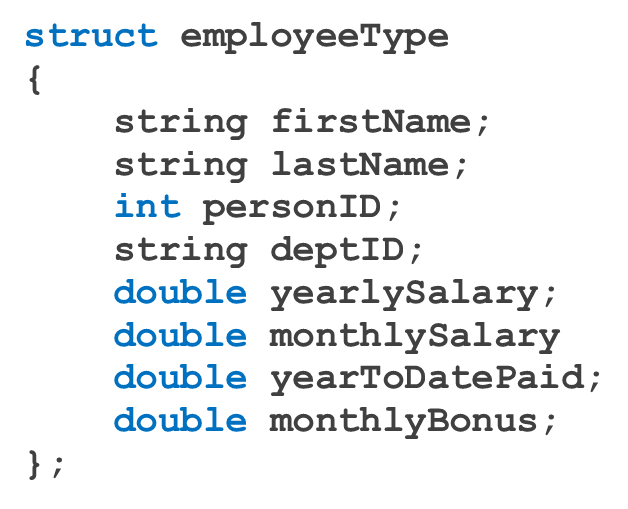 struct employeeType
{
string firstName;
string lastName;
int personID;
string deptID;
double yearlySalary;
double monthlySalary
double yearToDatePaid;
double monthlyBonus;
};